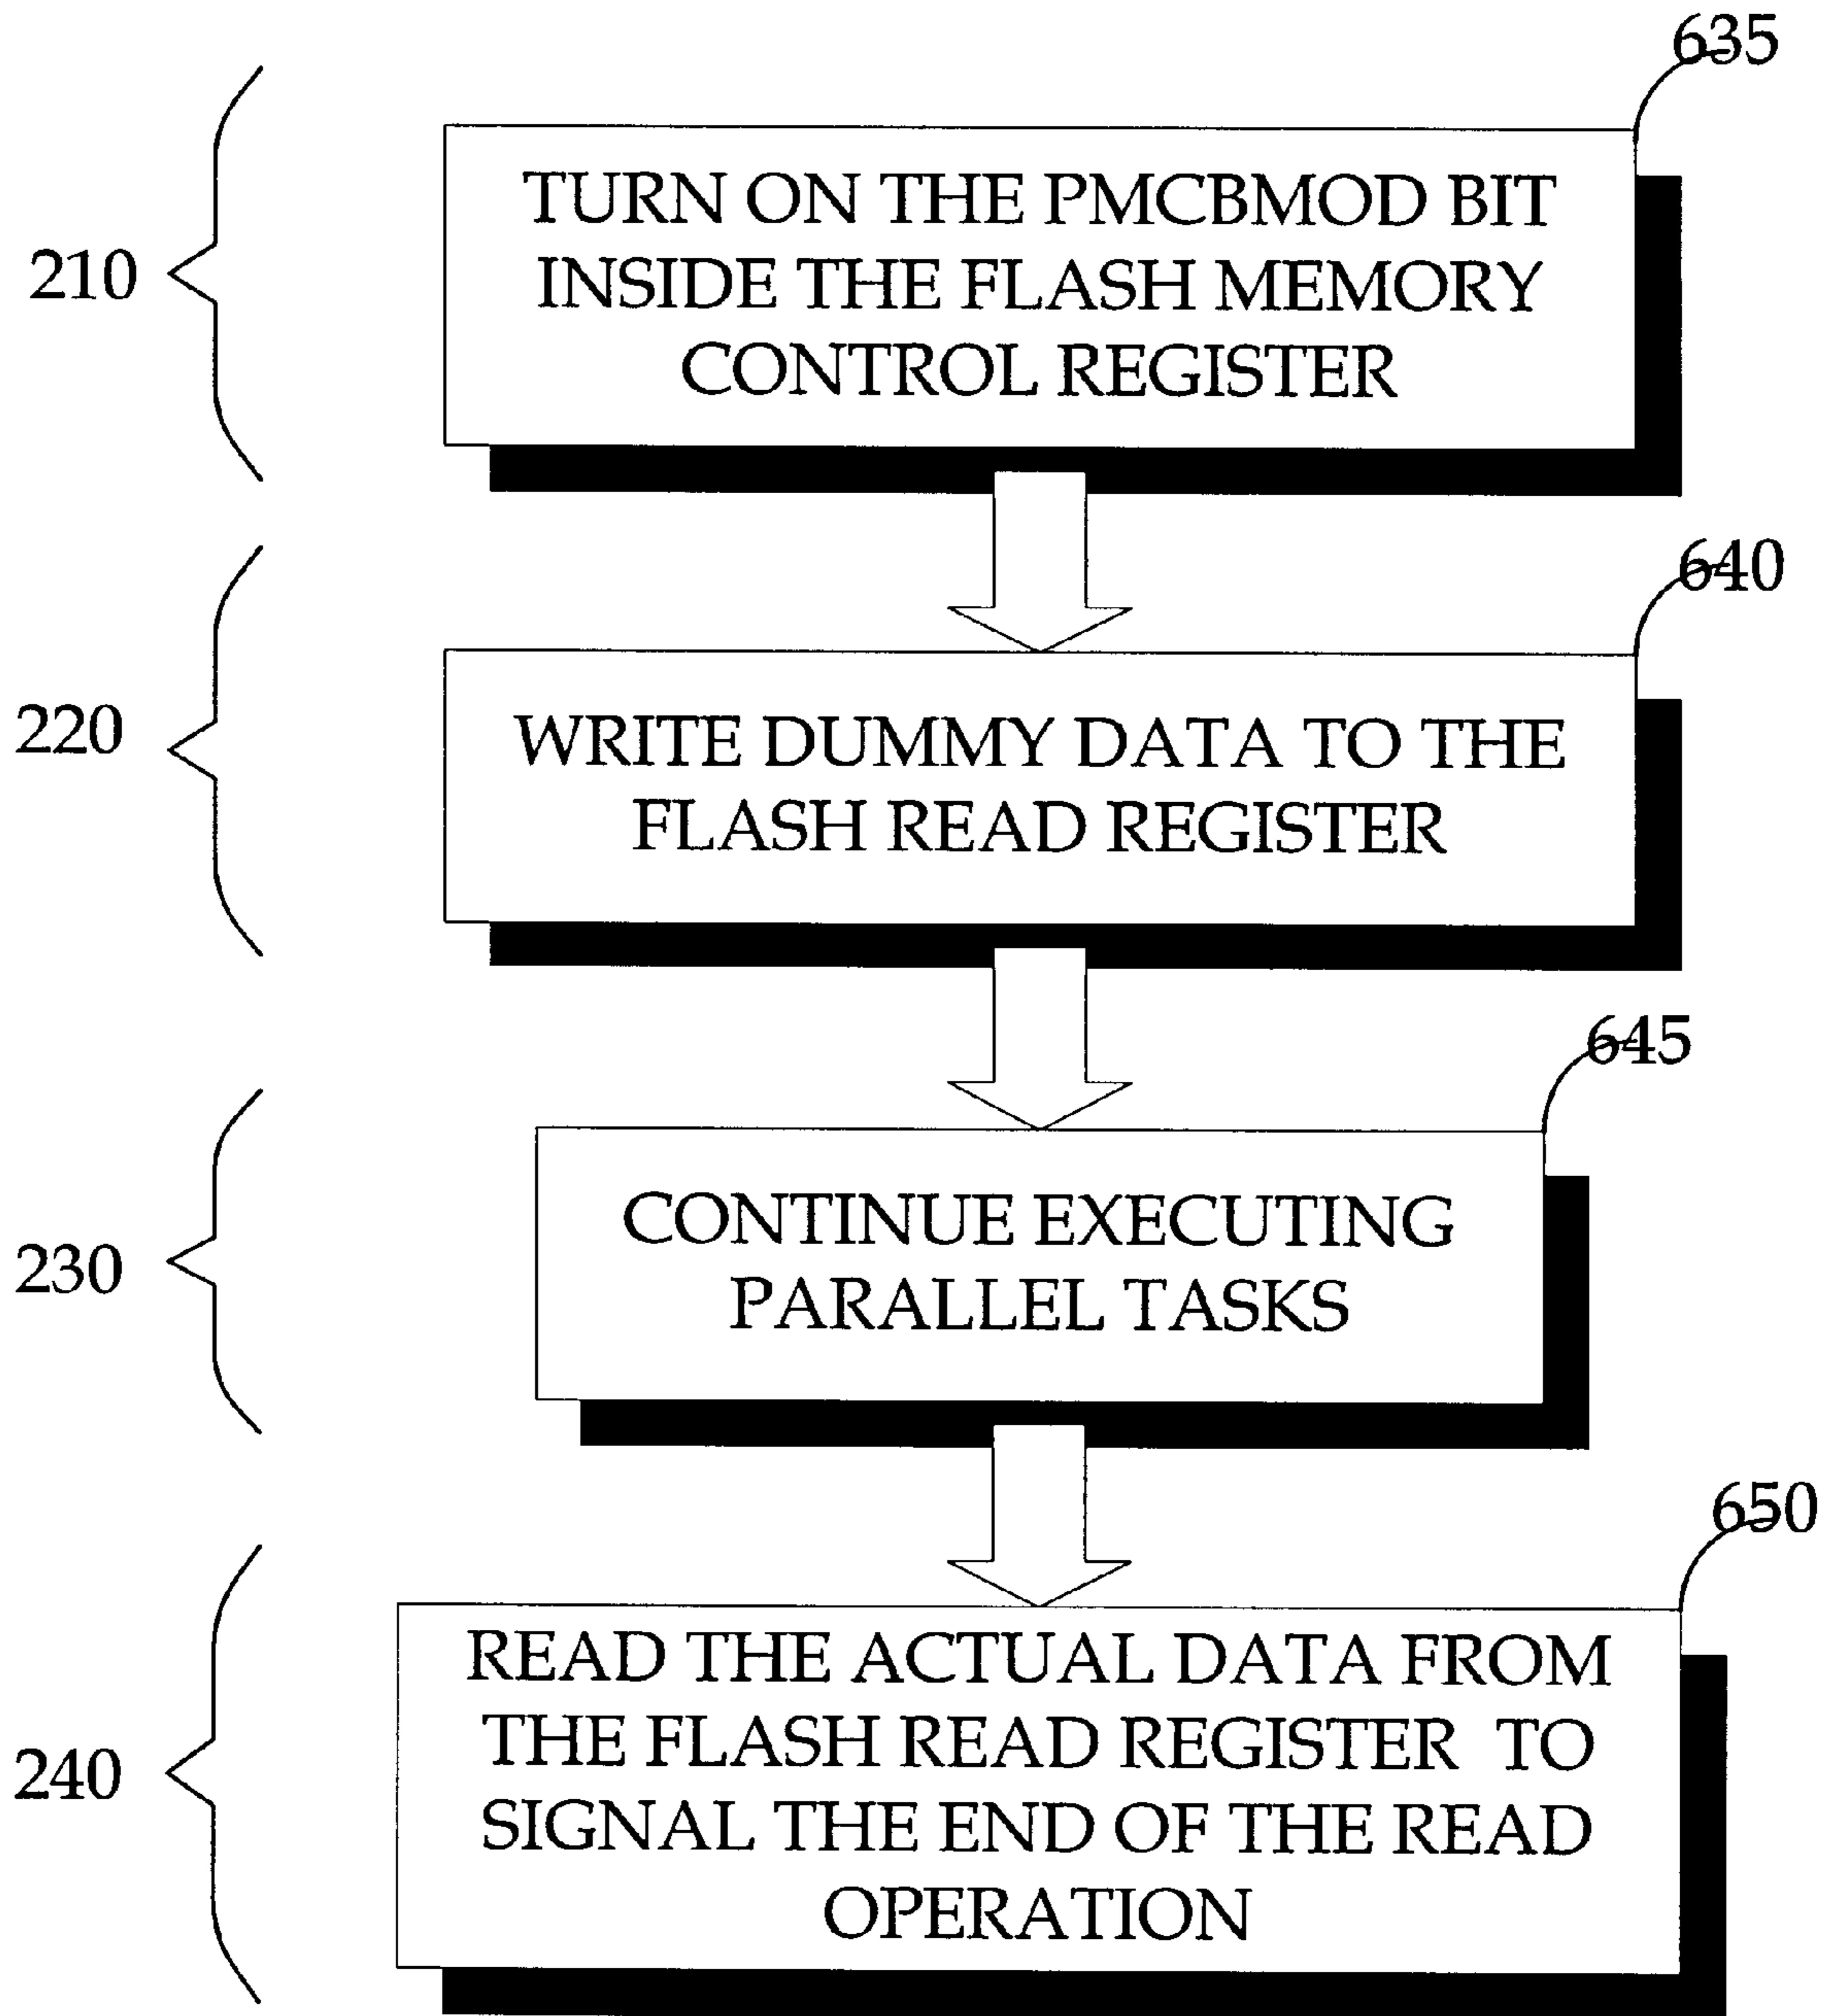 635
TURN ON THE PMCBMOD BIT
INSIDE THE FLASH MEMORY
CONTROL REGISTER
210
640
WRITE DUMMY DATA TO THE
FLASH READ REGISTER
220
645
CONTINUE EXECUTING
PARALLEL TASKS
230
650
READ THE ACTUAL DATA FROM
THE FLASH READ REGISTER TO
SIGNAL THE END OF THE READ
OPERATION
240